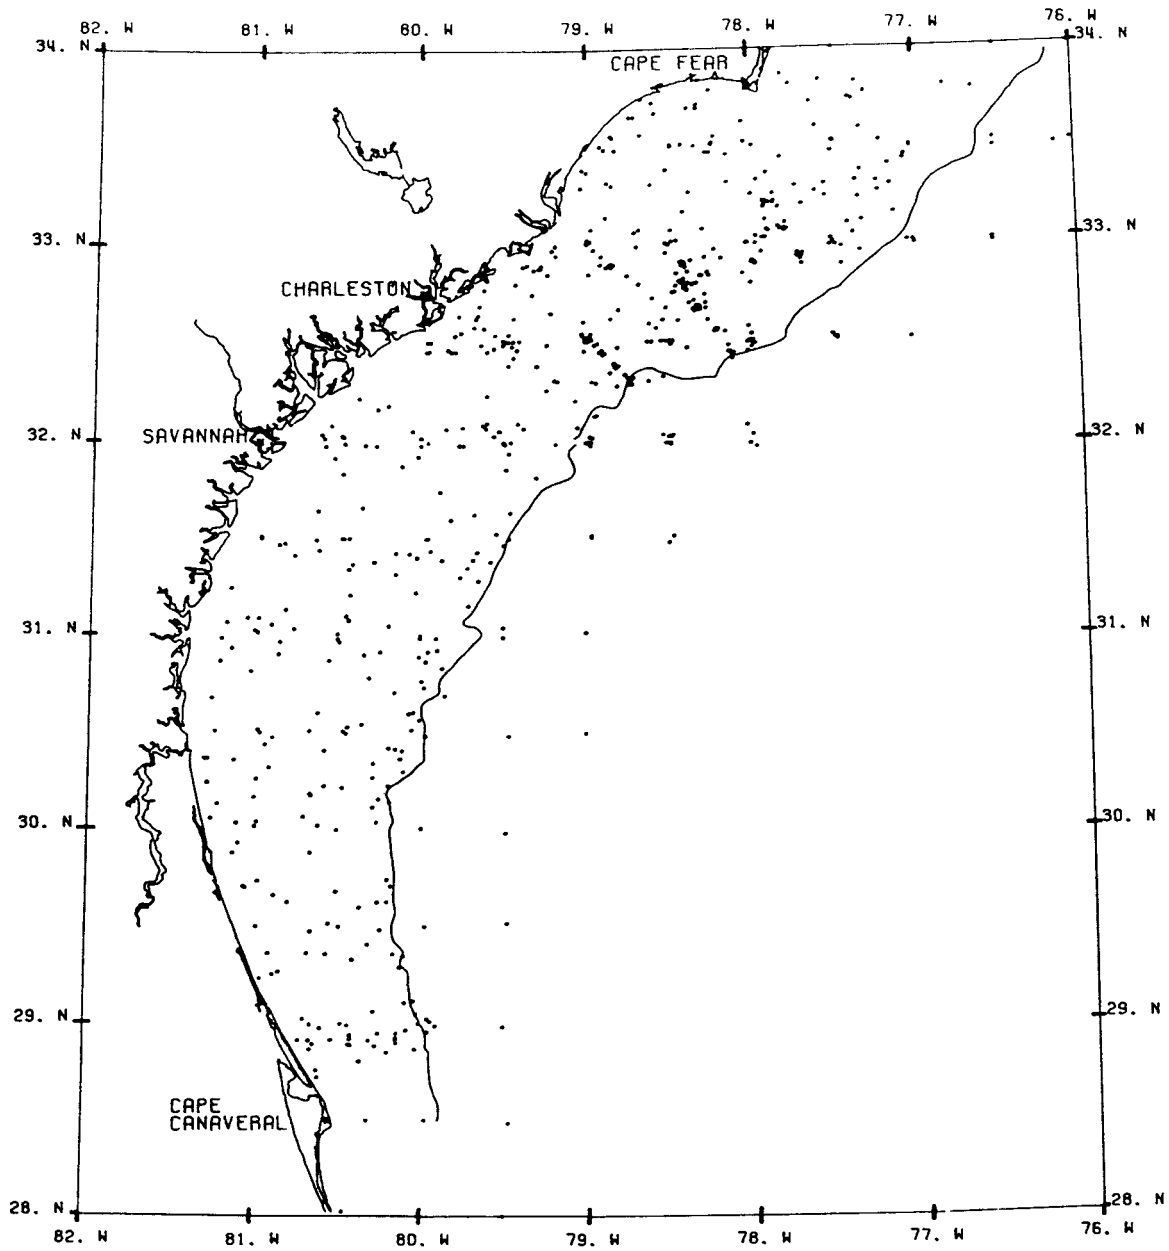 82. W 81. W 80. W 79. W 78. W 77. W 76. W
34. N 34. N
CAPE FEAR
33. N 33. N
CHARLESTON
32. N 32. N
SAVANNAH
31. N 31. N
30. N 30. N
29. N 29. N
CAPE
CANAVERAL
28. N 28. N
82. W 81. W 80. W 79. W 78. W 77. W 76. W